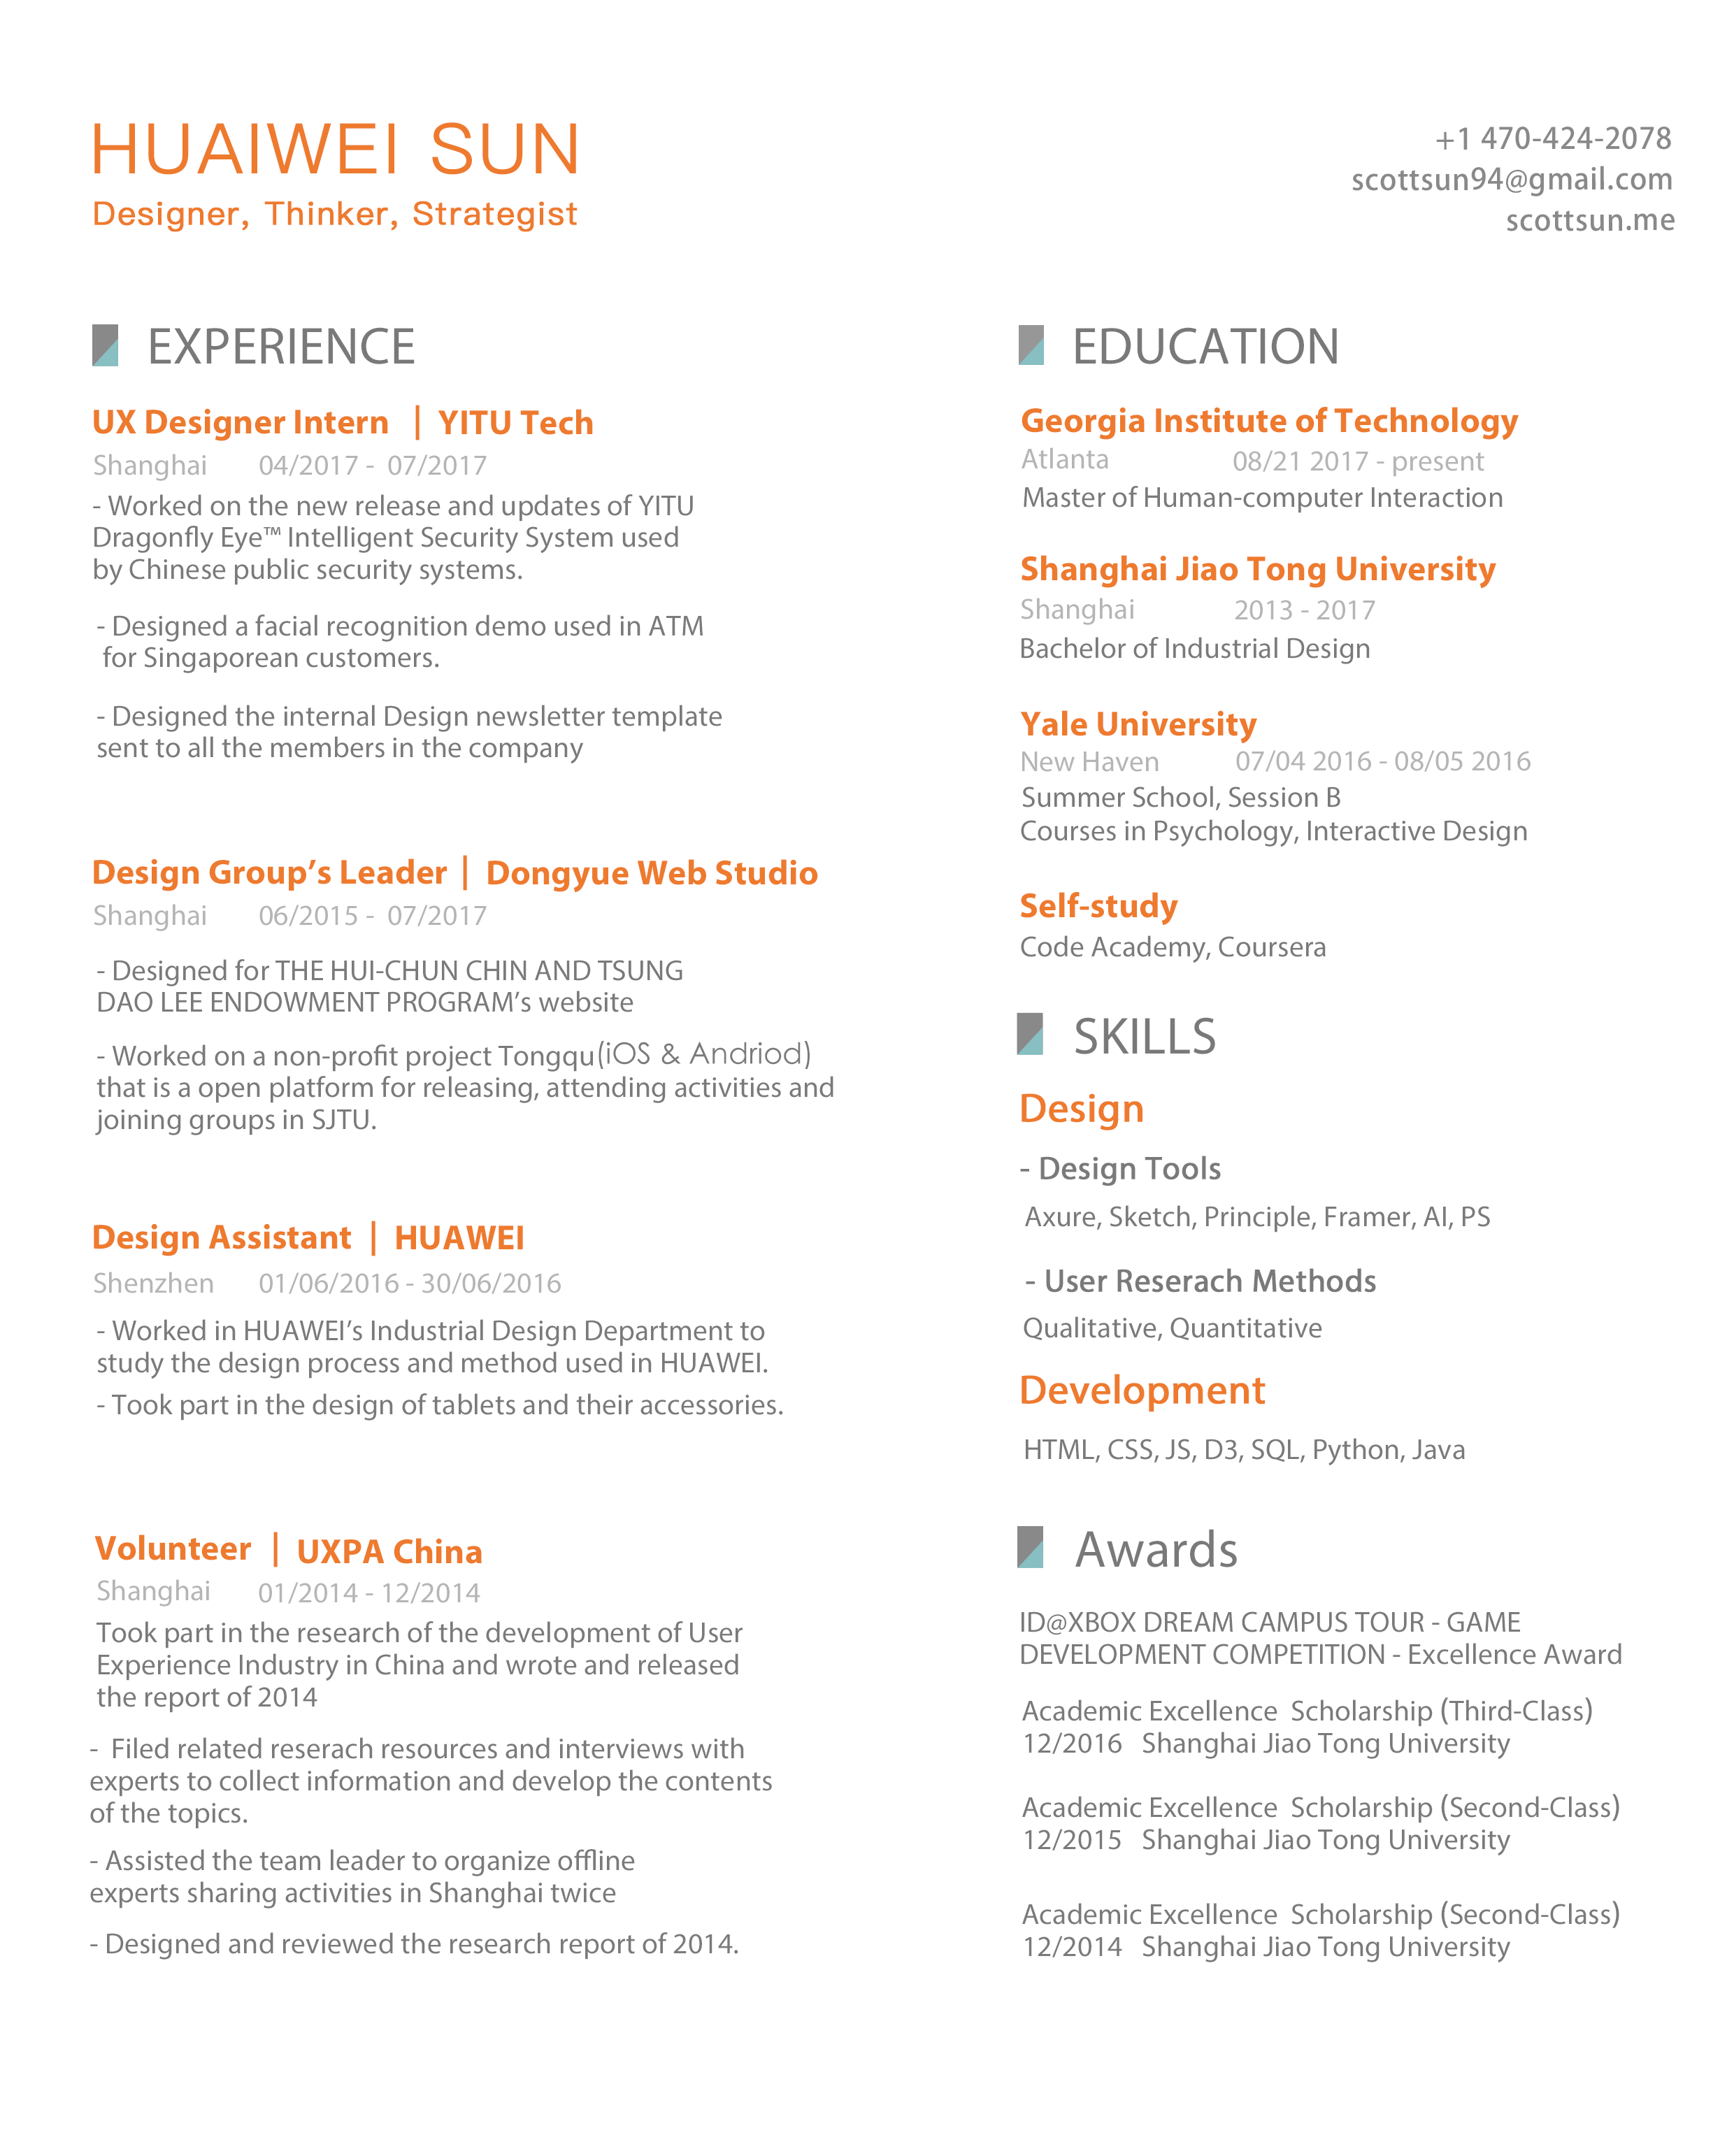 HUAIWEI SUN
Designer, Thinker, Strategist
+1 470-424-2078
scottsun94@gmail.com
scottsun.me
EXPERIENCE
UX Designer Intern | YITU Tech
Shanghai 04/2017 - 07/2017
- Worked on the new release and updates of YITU
Dragonfly Eye™ Intelligent Security System used
by Chinese public security systems.
- Designed a facial recognition demo used in ATM
for Singaporean customers.
- Designed the internal Design newsletter template
sent to all the members in the company
Design Group's Leader | Dongyue Web Studio
Shanghai 06/2015 - 07/2017
- Designed for THE HUI-CHUN CHIN AND TSUNG
DAO LEE ENDOWMENT PROGRAM's website
- Worked on a non-profit project Tongqu(iOS & Andriod)
that is a open platform for releasing, attending activities and
joining groups in SJTU.
Design Assistant | HUAWEI
Shenzhen 01/06/2016 - 30/06/2016
- Worked in HUAWEI's Industrial Design Department to
study the design process and method used in HUAWEI.
- Took part in the design of tablets and their accessories.
Volunteer | UXPA China
Shanghai 01/2014 - 12/2014
Took part in the research of the development of User
Experience Industry in China and wrote and released
the report of 2014
- Filed related reserach resources and interviews with
experts to collect information and develop the contents
of the topics.
- Assisted the team leader to organize offline
experts sharing activities in Shanghai twice
- Designed and reviewed the research report of 2014.
EDUCATION
Georgia Institute of Technology
Atlanta 08/21 2017 - present
Master of Human-computer Interaction
Shanghai Jiao Tong University
Shanghai 2013 - 2017
Bachelor of Industrial Design
Yale University
New Haven 07/04 2016 - 08/05 2016
Summer School, Session B
Courses in Psychology, Interactive Design
Self-study
Code Academy, Coursera
SKILLS
Design
- Design Tools
Axure, Sketch, Principle, Framer, AI, PS
- User Reserach Methods
Qualitative, Quantitative
Development
HTML, CSS, JS, D3, SQL, Python, Java
Awards
ID@XBOX DREAM CAMPUS TOUR - GAME
DEVELOPMENT COMPETITION - Excellence Award
Academic Excellence Scholarship (Third-Class)
12/2016 Shanghai Jiao Tong University
Academic Excellence Scholarship (Second-Class)
12/2015 Shanghai Jiao Tong University
Academic Excellence Scholarship (Second-Class)
12/2014 Shanghai Jiao Tong University